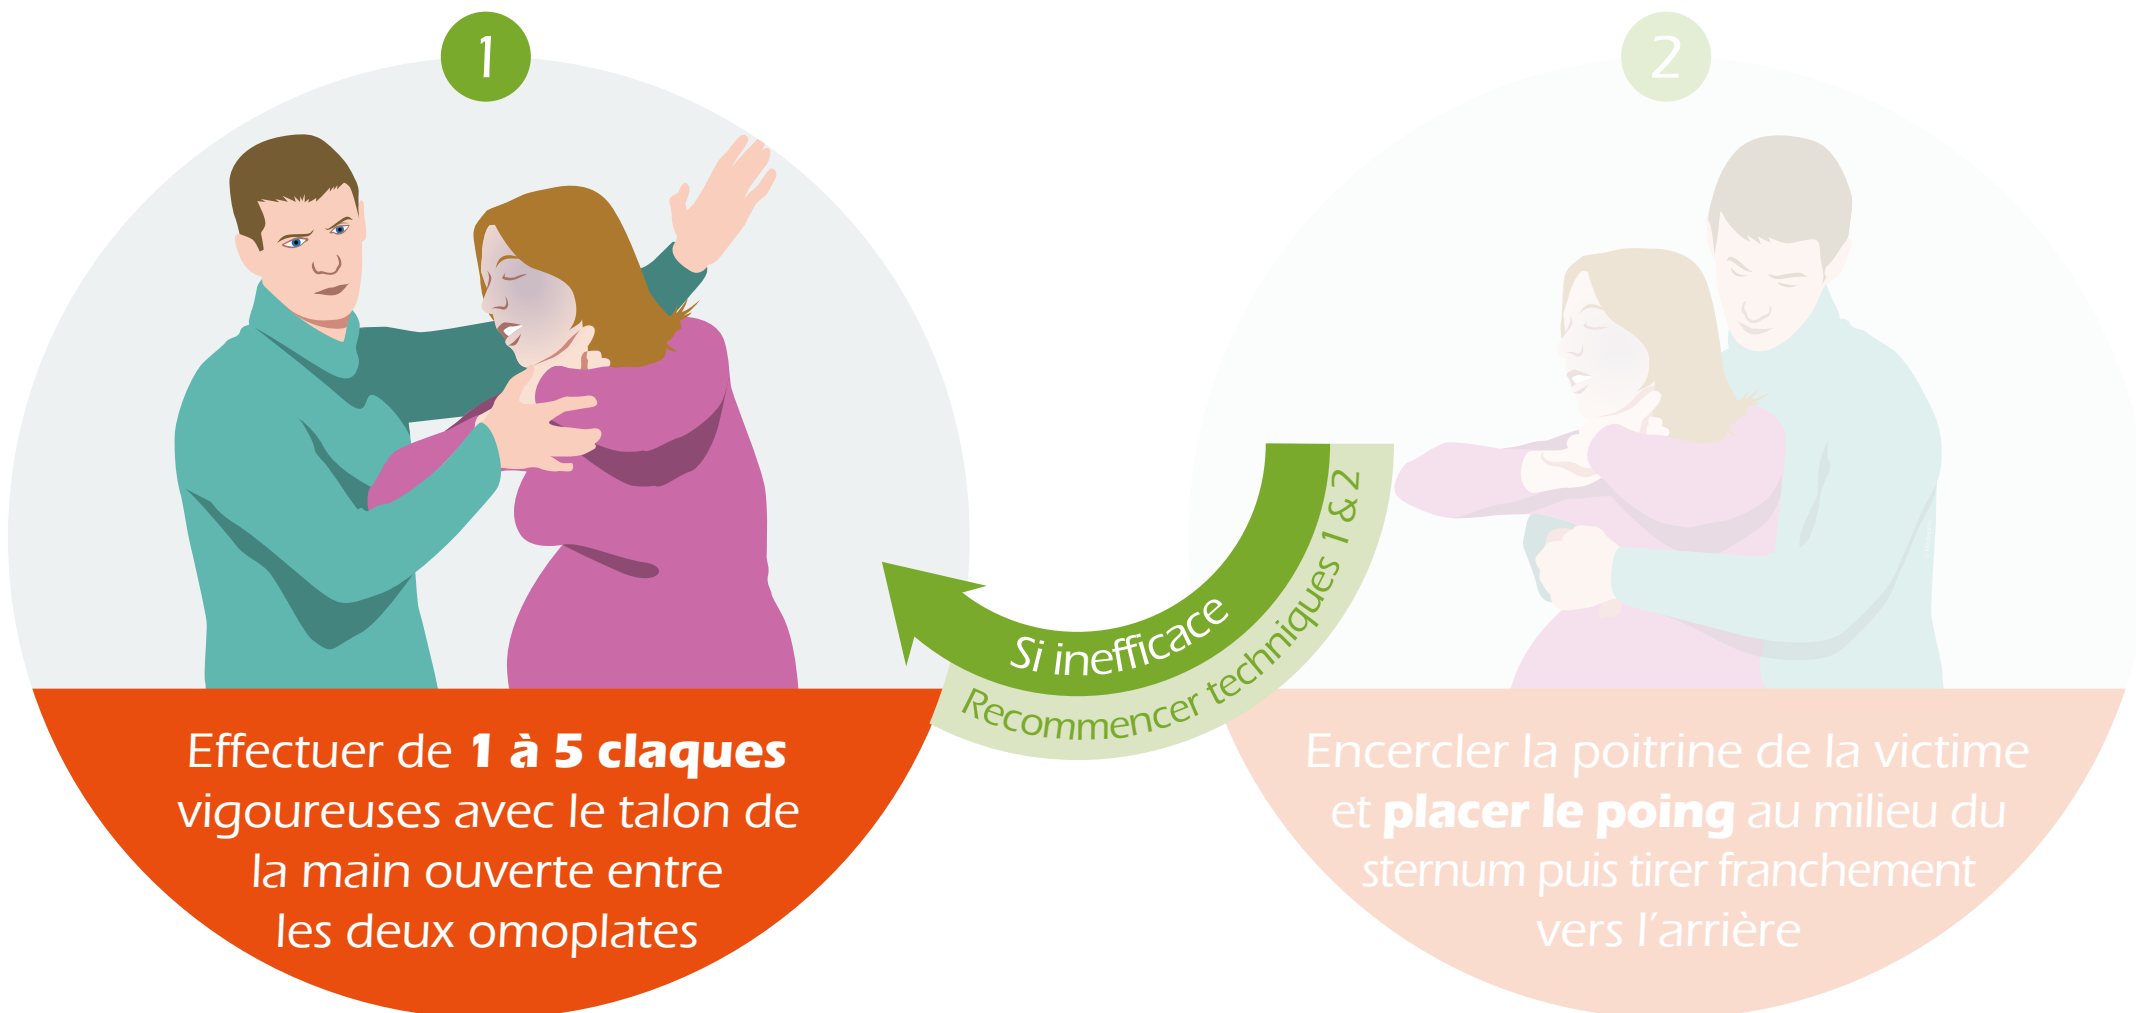 1
Effectuer de 1 à 5 claques
vigoureuses avec le talon de
la main ouverte entre
les deux omoplates
Si inefficace
Recommencer techniques 1 & 2
2
Encercler la poitrine de la victime
et placer le poing au milieu du
sternum puis tirer franchement
vers l'arrière